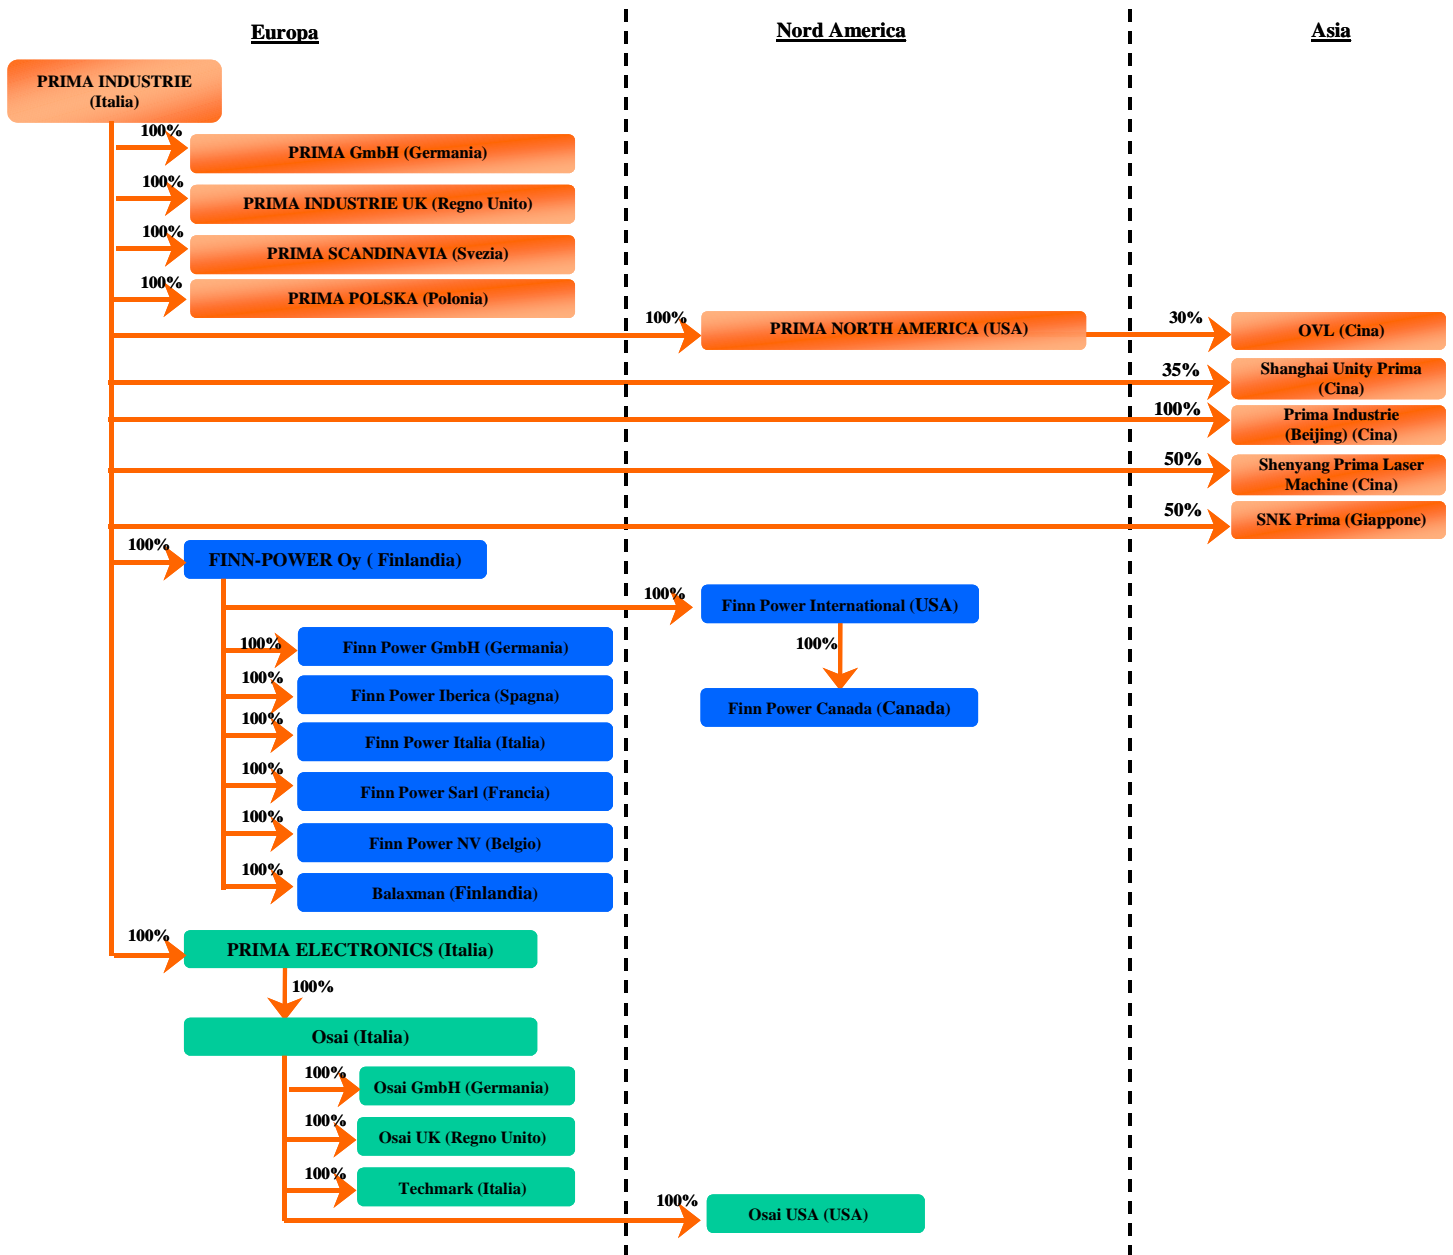 Europa
Nord America
Asia
PRIMA INDUSTRIE
(Italia)
100%
PRIMA GmbH (Germania)
100%
PRIMA INDUSTRIE UK (Regno Unito)
100%
PRIMA SCANDINAVIA (Svezia)
100%
PRIMA POLSKA (Polonia)
100%
PRIMA NORTH AMERICA (USA)
30%
OVL (Cina)
35%
Shanghai Unity Prima
(Cina)
100%
Prima Industrie
(Beijing) (Cina)
50%
Shenyang Prima Laser
Machine (Cina)
50%
SNK Prima (Giappone)
100%
FINN-POWER Oy ( Finlandia)
100%
Finn Power International (USA)
100%
Finn Power Canada (Canada)
100%
Finn Power GmbH (Germania)
100%
Finn Power Iberica (Spagna)
100%
Finn Power Italia (Italia)
100%
Finn Power Sarl (Francia)
100%
Finn Power NV (Belgio)
100%
Balaxman (Finlandia)
100%
PRIMA ELECTRONICS (Italia)
100%
Osai (Italia)
100%
Osai GmbH (Germania)
100%
Osai UK (Regno Unito)
100%
Techmark (Italia)
100%
Osai USA (USA)